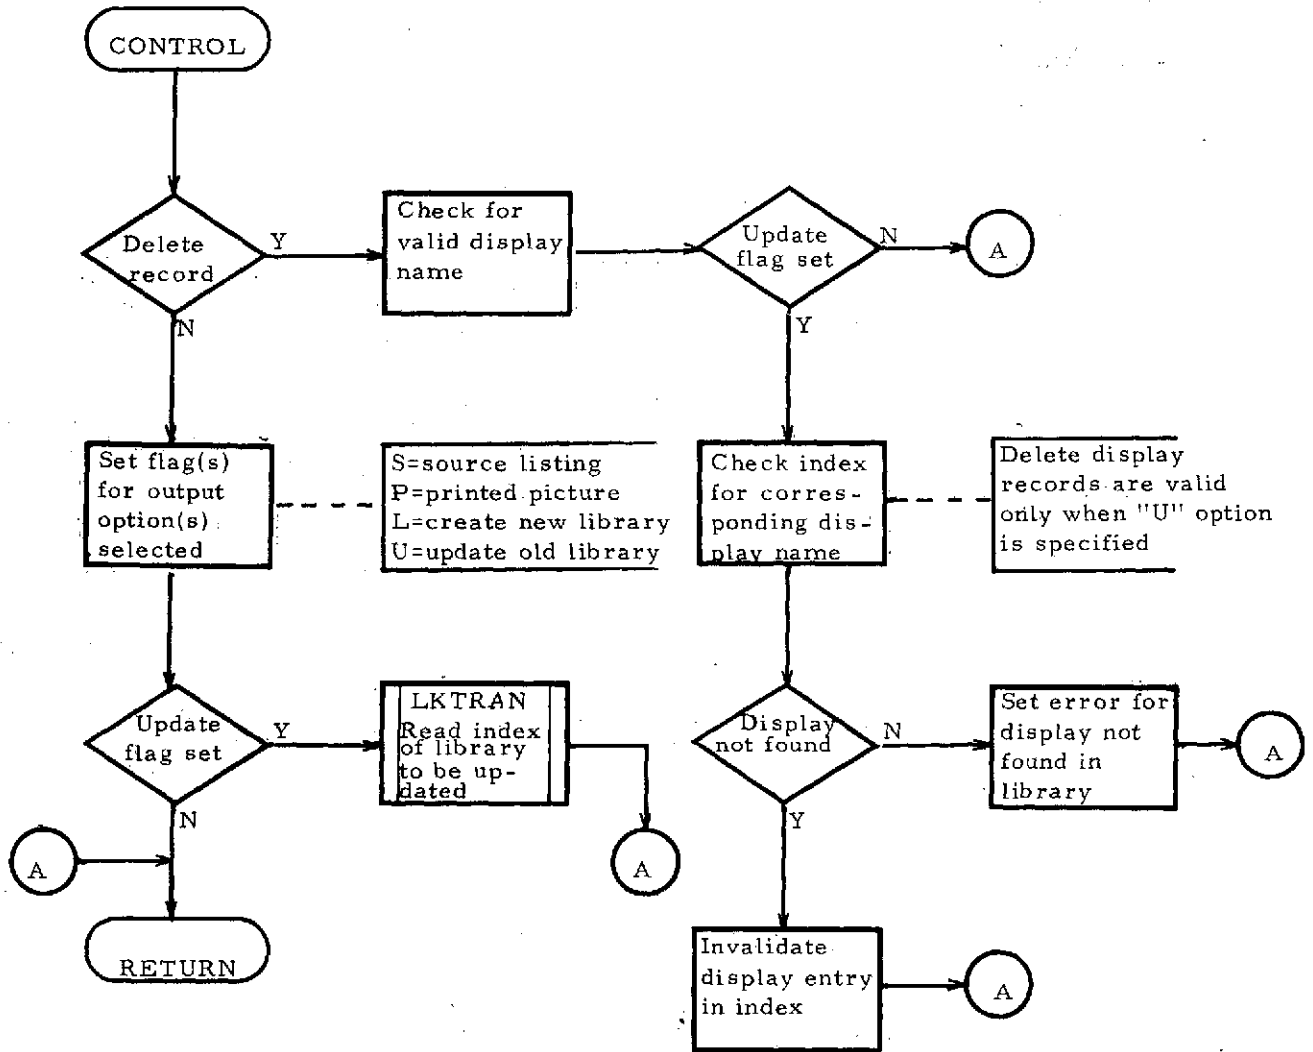 CONTROL
Delete
record
Y
N
Check for
valid display
name
Update
flag set
N
Y
A
Set flag(s)
for output
option(s)
selected
S=source listing
P=printed picture
L=create new library
U=update old library
Check index
for corres-
ponding dis-
play name
Delete display
records are valid
only when "U" option
is specified
Update
flag set
Y
N
LKTRAN
Read index
of library
to be up-
dated
A
Display
not found
N
Y
Set error for
display not
found in
library
A
A
RETURN
Invalidate
display entry
in index
A